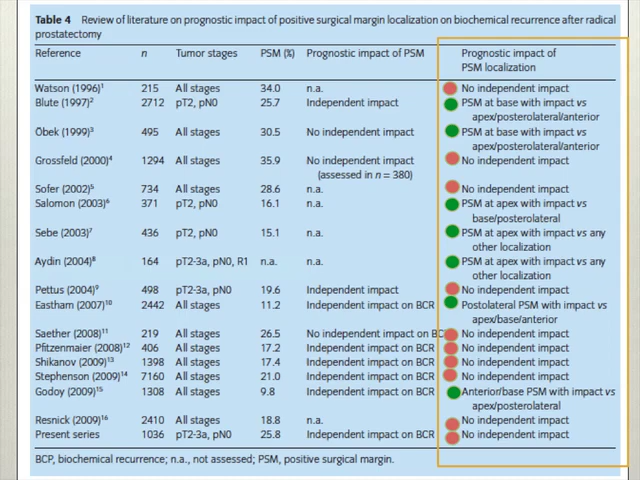 Table 4 Review of literature on prognostic impact of positive surgical margin localization on biochemical recurrence after radical
prostatectomy
Reference n Tumor stages PSM (%) Prognostic impact of PSM Prognostic impact of
PSM localization
Watson (1996)1 215 All stages 34.0 n.a. No independent impact
Blute (1997)2 2712 pT2, pN0 25.7 Independent impact PSM at base with impact vs
apex/posterolateral/anterior
Öbek (1999)3 495 All stages 30.5 No independent impact PSM at base with impact vs
apex/posterolateral/anterior
Grossfeld (2000)4 1294 All stages 35.9 No independent impact No independent impact
(assessed in n = 380)
Sofer (2002)5 734 All stages 28.6 n.a. No independent impact
Salomon (2003)6 371 pT2, pN0 16.1 n.a. PSM at apex with impact vs
base/posterolateral
Sebe (2003)7 436 pT2, pN0 15.1 n.a. PSM at apex with impact vs any
other localization
Aydin (2004)8 164 pT2-3a, pN0, R1 n.a. n.a. PSM at apex with impact vs any
other localization
Pettus (2004)9 498 pT2-3a, pN0 19.6 Independent impact No independent impact
Eastham (2007)10 2442 All stages 11.2 Independent impact on BCR Postolateral PSM with impact vs
apex/base/anterior
Saether (2008)11 219 All stages 26.5 No independent impact on BC No independent impact
Pfitzenmaier (2008)12 406 All stages 17.2 Independent impact on BCR No independent impact
Shikanov (2009)13 1398 All stages 17.4 Independent impact on BCR No independent impact
Stephenson (2009)14 7160 All stages 21.0 Independent impact on BCR No independent impact
Godoy (2009)15 1308 All stages 9.8 Independent impact on BCR Anterior/base PSM with impact vs
apex/posterolateral
Resnick (2009)16 2410 All stages 18.8 n.a. No independent impact
Present series 1036 pT2-3a, pN0 25.8 Independent impact on BCR No independent impact
BCP, biochemical recurrence; n.a., not assessed; PSM, positive surgical margin.